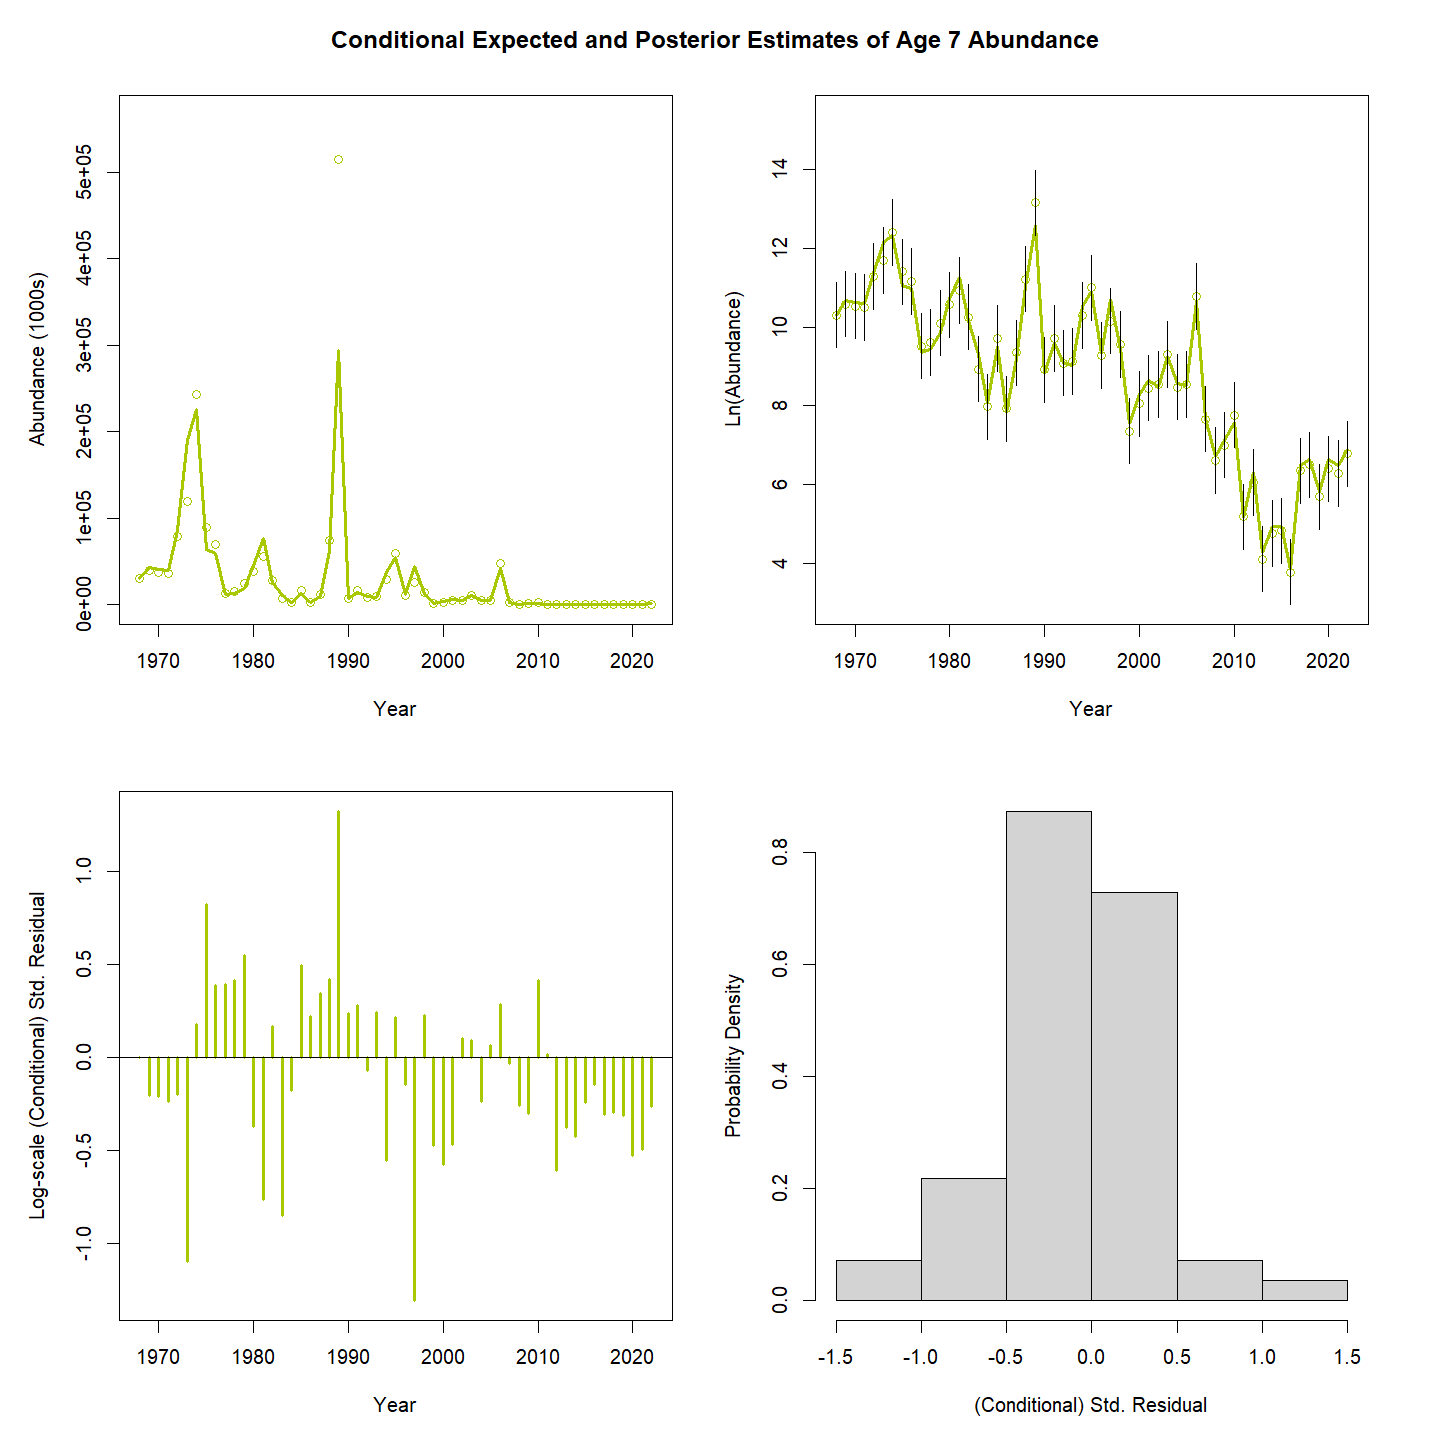 Conditional Expected and Posterior Estimates of Age 7 Abundance
Abundance (1000s)
5e+05
4e+05
3e+05
2e+05
1e+05
0e+00
1970 1980 1990 2000 2010 2020
Year
Ln(Abundance)
14
12
10
8
6
4
1970 1980 1990 2000 2010 2020
Year
Log-scale (Conditional) Std. Residual
1.0
0.5
0.0
-0.5
-1.0
1970 1980 1990 2000 2010 2020
Year
Probability Density
0.8
0.6
0.4
0.2
0.0
-1.5 -1.0 -0.5 0.0 0.5 1.0 1.5
(Conditional) Std. Residual